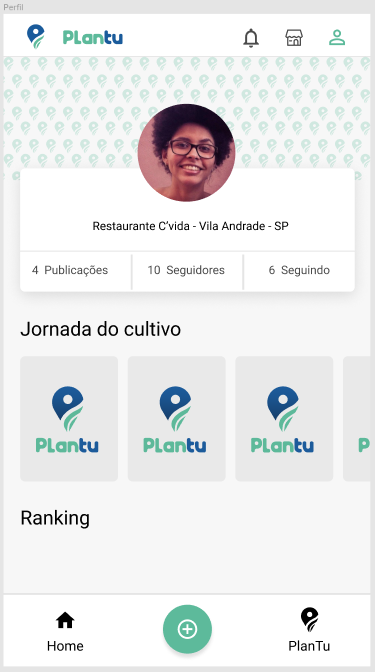 Perfil
PLantu
Restaurante C'vida - Vila Andrade - SP
4 Publicações 10 Seguidores 6 Seguindo
Jornada do cultivo
PLantu PLantu PLantu P
Ranking
Home PlanTu